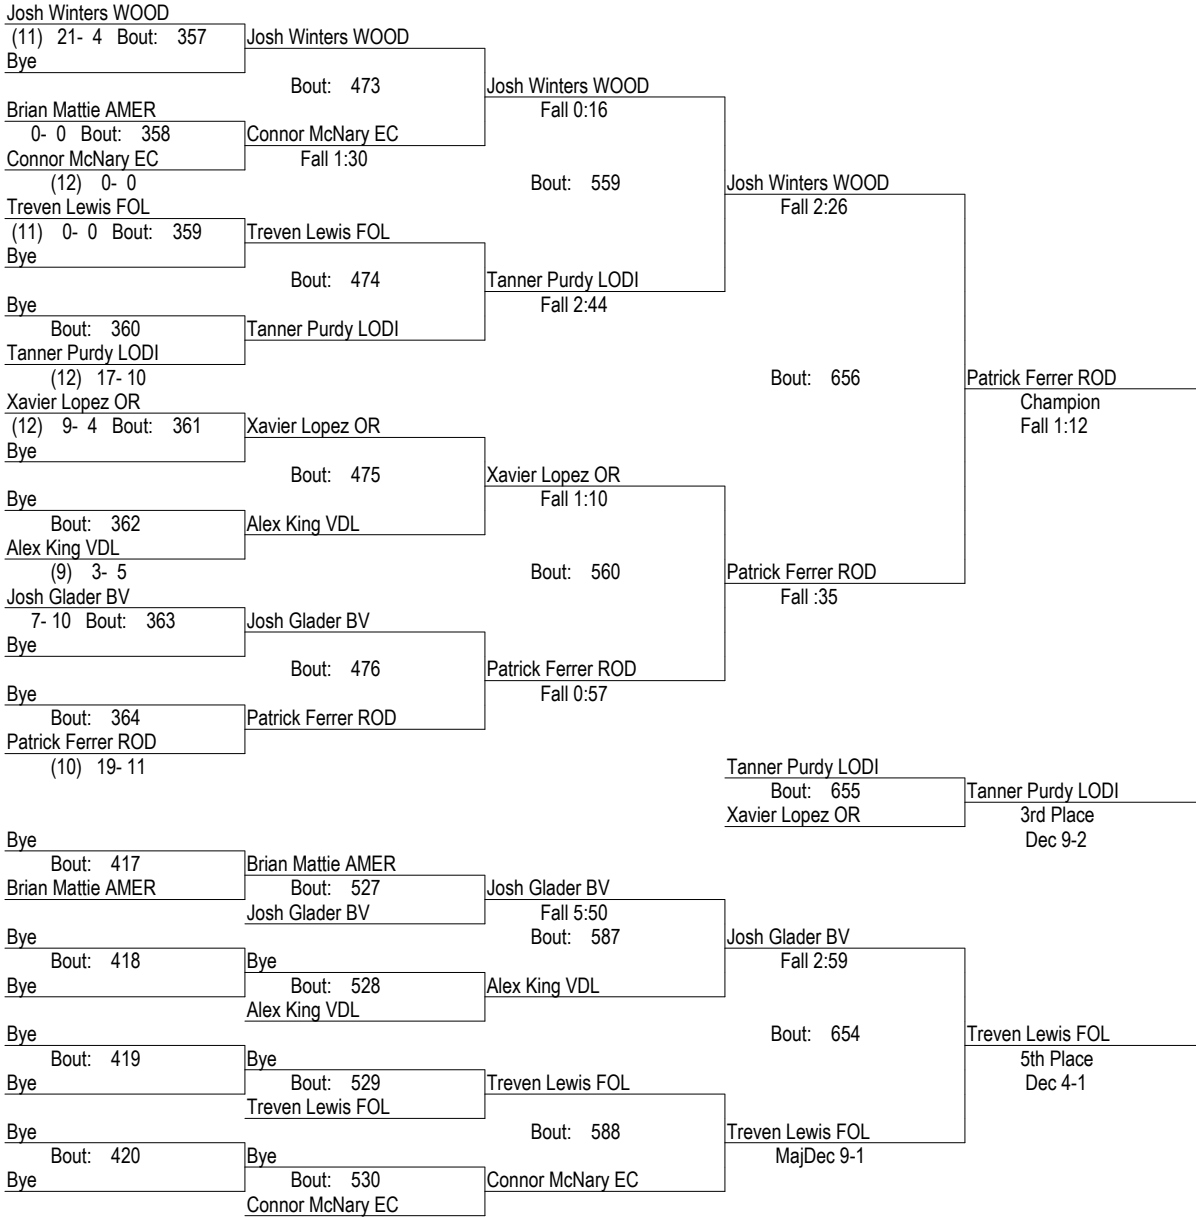 Josh Winters WOOD
(11) 21- 4 Bout: 357 Josh Winters WOOD
Bye
Bout: 473 Josh Winters WOOD
Brian Mattie AMER Fall 0:16
0- 0 Bout: 358 Connor McNary EC
Connor McNary EC Fall 1:30
(12) 0- 0 Bout: 559 Josh Winters WOOD
Treven Lewis FOL Fall 2:26
(11) 0- 0 Bout: 359 Treven Lewis FOL
Bye
Bout: 474 Tanner Purdy LODI
Bye Fall 2:44
Bout: 360 Tanner Purdy LODI
Tanner Purdy LODI
(12) 17- 10 Bout: 656 Patrick Ferrer ROD
Xavier Lopez OR Champion
(12) 9- 4 Bout: 361 Xavier Lopez OR Fall 1:12
Bye
Bout: 475 Xavier Lopez OR
Bye Fall 1:10
Bout: 362 Alex King VDL
Alex King VDL
(9) 3- 5 Bout: 560 Patrick Ferrer ROD
Josh Glader BV Fall :35
7- 10 Bout: 363 Josh Glader BV
Bye
Bout: 476 Patrick Ferrer ROD
Bye Fall 0:57
Bout: 364 Patrick Ferrer ROD
Patrick Ferrer ROD
(10) 19- 11 Tanner Purdy LODI
Bout: 655 Tanner Purdy LODI
Xavier Lopez OR 3rd Place
Bye Dec 9-2
Bout: 417 Brian Mattie AMER
Brian Mattie AMER Bout: 527 Josh Glader BV
Josh Glader BV Fall 5:50
Bye Bout: 587 Josh Glader BV
Bout: 418 Bye Fall 2:59
Bye Bout: 528 Alex King VDL
Alex King VDL
Bye Bout: 654 Treven Lewis FOL
Bout: 419 Bye 5th Place
Bye Bout: 529 Treven Lewis FOL Dec 4-1
Treven Lewis FOL
Bye Bout: 588 Treven Lewis FOL
Bout: 420 Bye MajDec 9-1
Bye Bout: 530 Connor McNary EC
Connor McNary EC